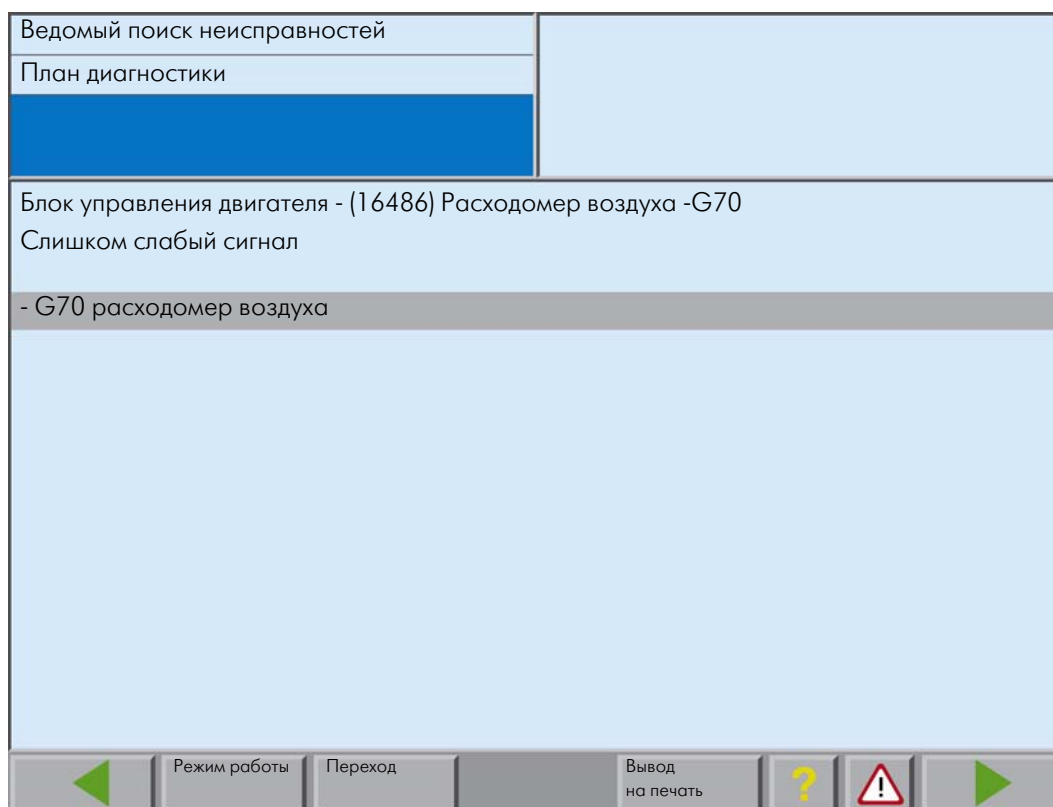 Ведомый поиск неисправностей
План диагностики
Блок управления двигателя - (16486) Расходомер воздуха -G70
Слишком слабый сигнал
- G70 расходомер воздуха
Режим работы
Переход
Вывод
на печать
?
!